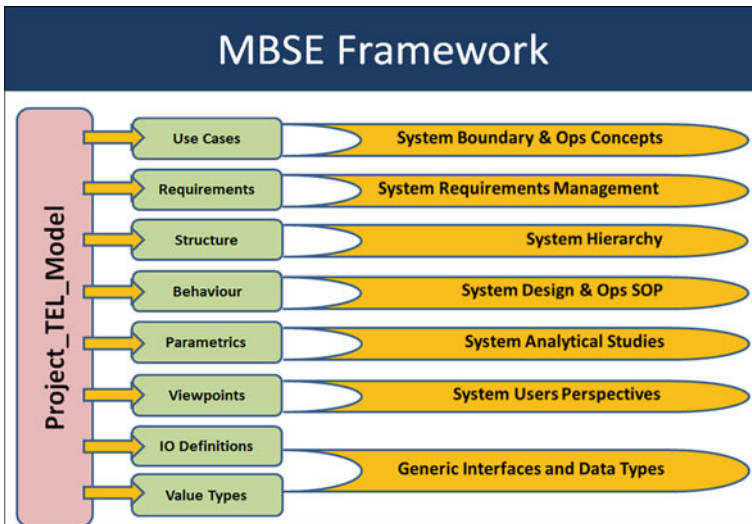 MBSE Framework
Project_TEL_Model
Use Cases
System Boundary & Ops Concepts
Requirements
System Requirements Management
Structure
System Hierarchy
Behaviour
System Design & Ops SOP
Parametrics
System Analytical Studies
Viewpoints
System Users Perspectives
IO Definitions
Value Types
Generic Interfaces and Data Types